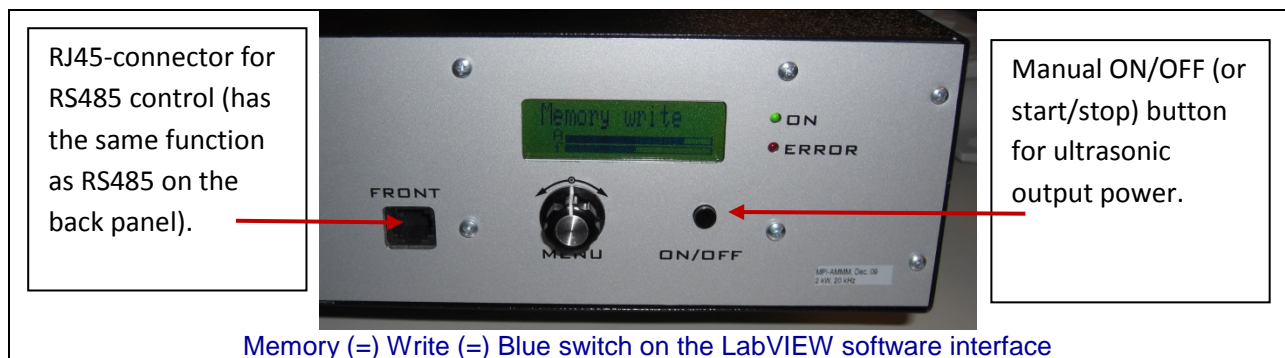 RJ45-connector for
RS485 control (has
the same function
as RS485 on the
back panel).
Memory write
A
f
ON
ERROR
FRONT
MENU
ON/OFF
MPI-AMMM, Dec. 09
2 kW, 20 kHz
Manual ON/OFF (or
start/stop) button
for ultrasonic
output power.
Memory (=) Write (=) Blue switch on the LabVIEW software interface